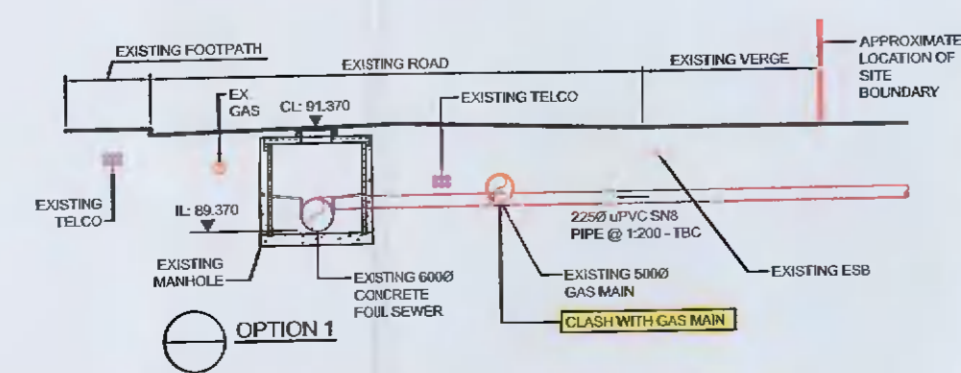 EXISTING FOOTPATH
EXISTING ROAD
EXISTING VERGE
APPROXIMATE
LOCATION OF
SITE
BOUNDARY
EX.
GAS
CL: 91.370
EXISTING TELCO
EXISTING
TELCO
IL: 89.370
225Ø uPVC SN8
PIPE @ 1:200 - TBC
EXISTING
MANHOLE
EXISTING 600Ø
CONCRETE
FOUL SEWER
EXISTING 500Ø
GAS MAIN
EXISTING ESB
CLASH WITH GAS MAIN
OPTION 1